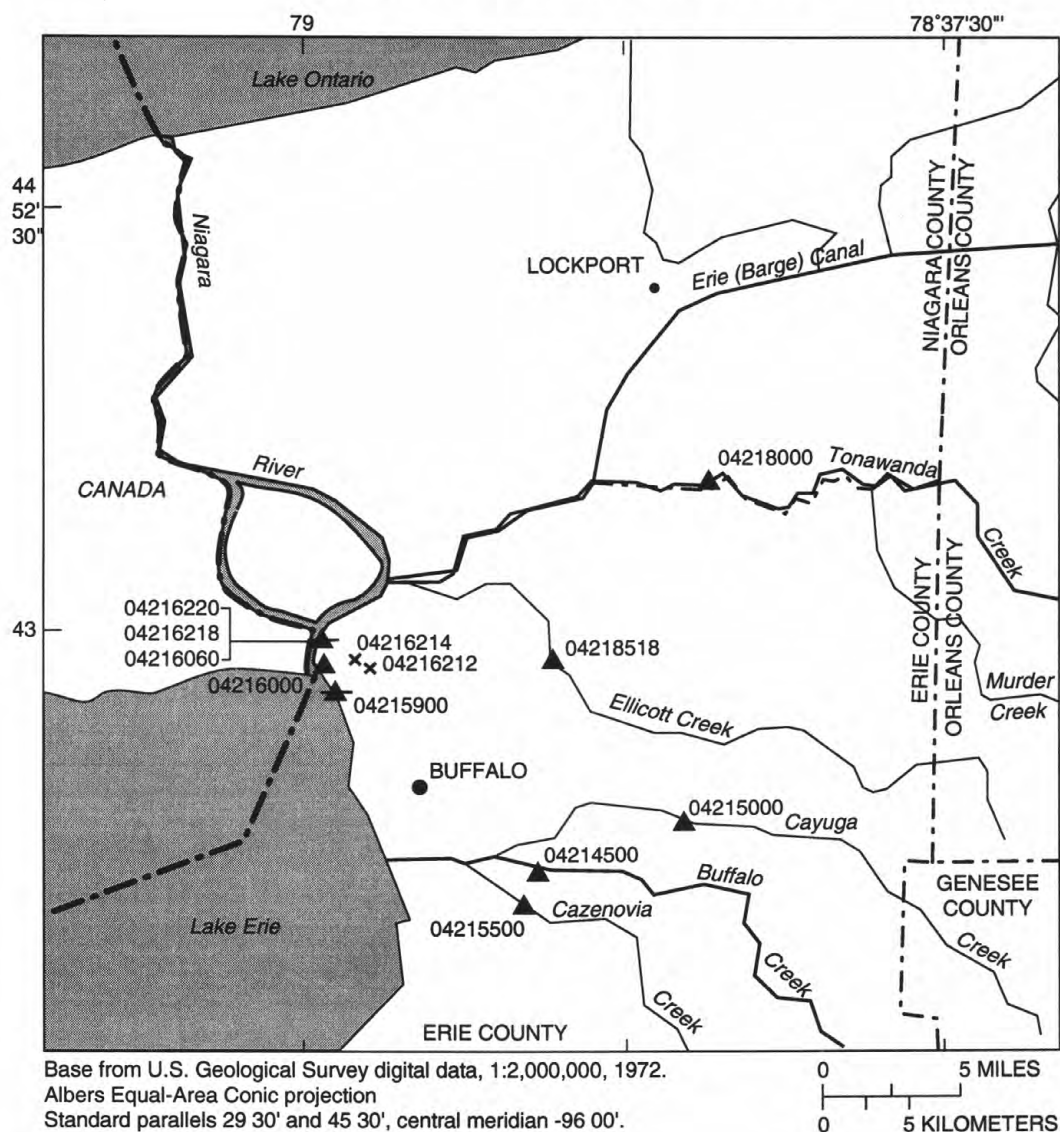 79
78°37'30"'
Lake Ontario
44
52'
30"
Niagara
LOCKPORT
Erie (Barge) Canal
NIAGARA COUNTY
ORLEANS COUNTY
River
CANADA
04218000
Tonawanda
Creek
04216220
04216218
04216060
43
04216214
04216212
04216000
04215900
04218518
Ellicott Creek
ERIE COUNTY
ORLEANS COUNTY
Murder
Creek
BUFFALO
04215000
Cayuga
04214500
Buffalo
GENESEE
COUNTY
Lake Erie
04215500
Cazenovia
Creek
Creek
Creek
ERIE COUNTY
Base from U.S. Geological Survey digital data, 1:2,000,000, 1972.
Albers Equal-Area Conic projection
Standard parallels 29 30' and 45 30', central meridian -96 00'.
0 5 MILES
0 5 KILOMETERS